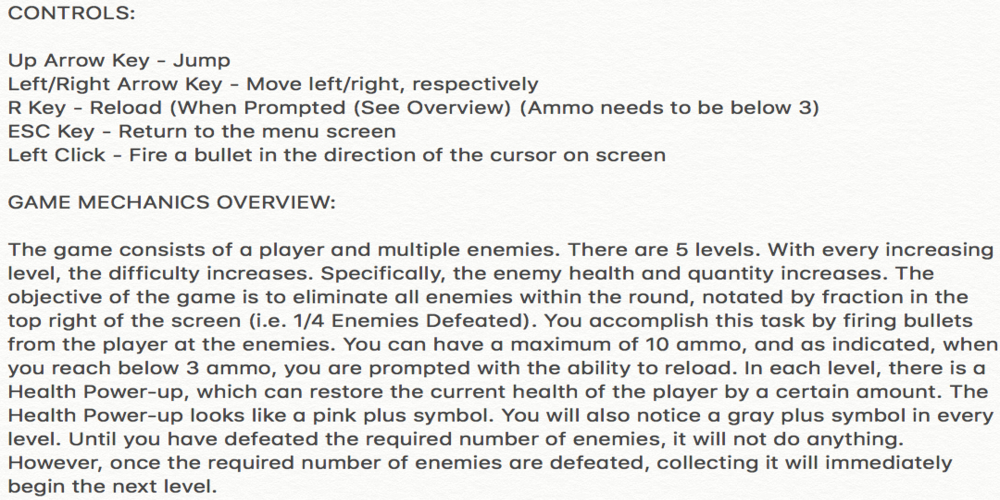 CONTROLS:
Up Arrow Key - Jump
Left/Right Arrow Key - Move left/right, respectively
R Key - Reload (When Prompted (See Overview) (Ammo needs to be below 3)
ESC Key - Return to the menu screen
Left Click - Fire a bullet in the direction of the cursor on screen
GAME MECHANICS OVERVIEW:
The game consists of a player and multiple enemies. There are 5 levels. With every increasing
level, the difficulty increases. Specifically, the enemy health and quantity increases. The
objective of the game is to eliminate all enemies within the round, notated by fraction in the
top right of the screen (i.e. 1/4 Enemies Defeated). You accomplish this task by firing bullets
from the player at the enemies. You can have a maximum of 10 ammo, and as indicated, when
you reach below 3 ammo, you are prompted with the ability to reload. In each level, there is a
Health Power-up, which can restore the current health of the player by a certain amount. The
Health Power-up looks like a pink plus symbol. You will also notice a gray plus symbol in every
level. Until you have defeated the required number of enemies, it will not do anything.
However, once the required number of enemies are defeated, collecting it will immediately
begin the next level.